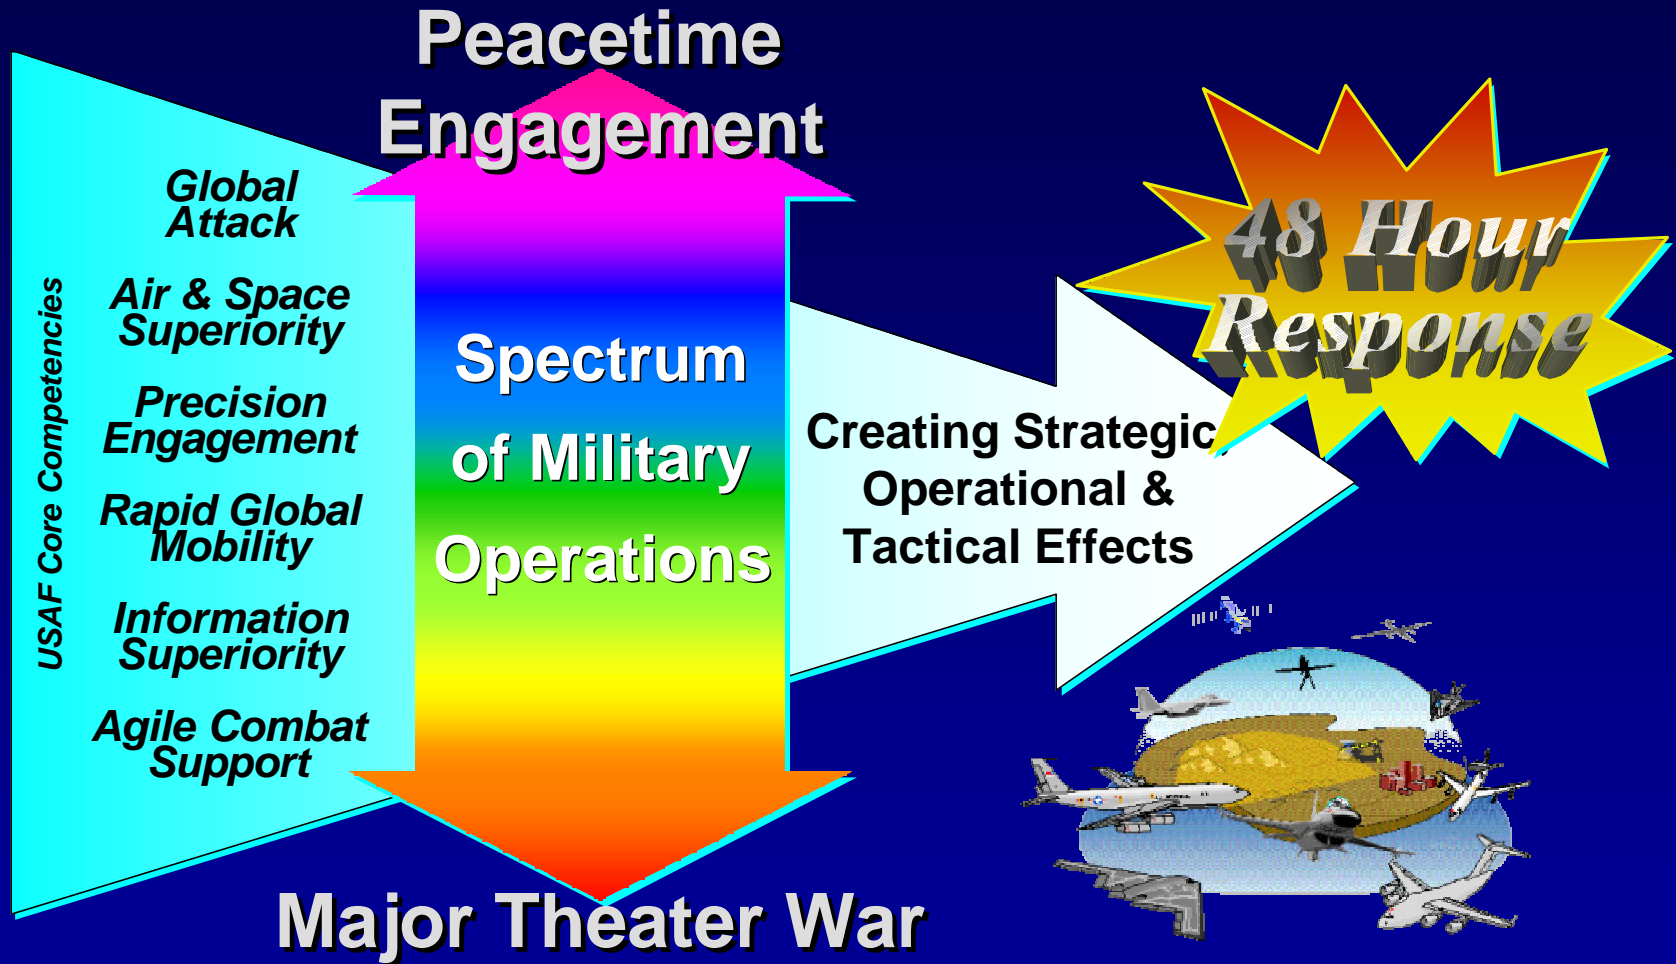 Peacetime
Engagement
USAF Core Competencies
Global
Attack
Air & Space
Superiority
Precision
Engagement
Rapid Global
Mobility
Information
Superiority
Agile Combat
Support
Spectrum
of Military
Operations
Creating Strategic,
Operational &
Tactical Effects
48 Hour
Response
Major Theater War